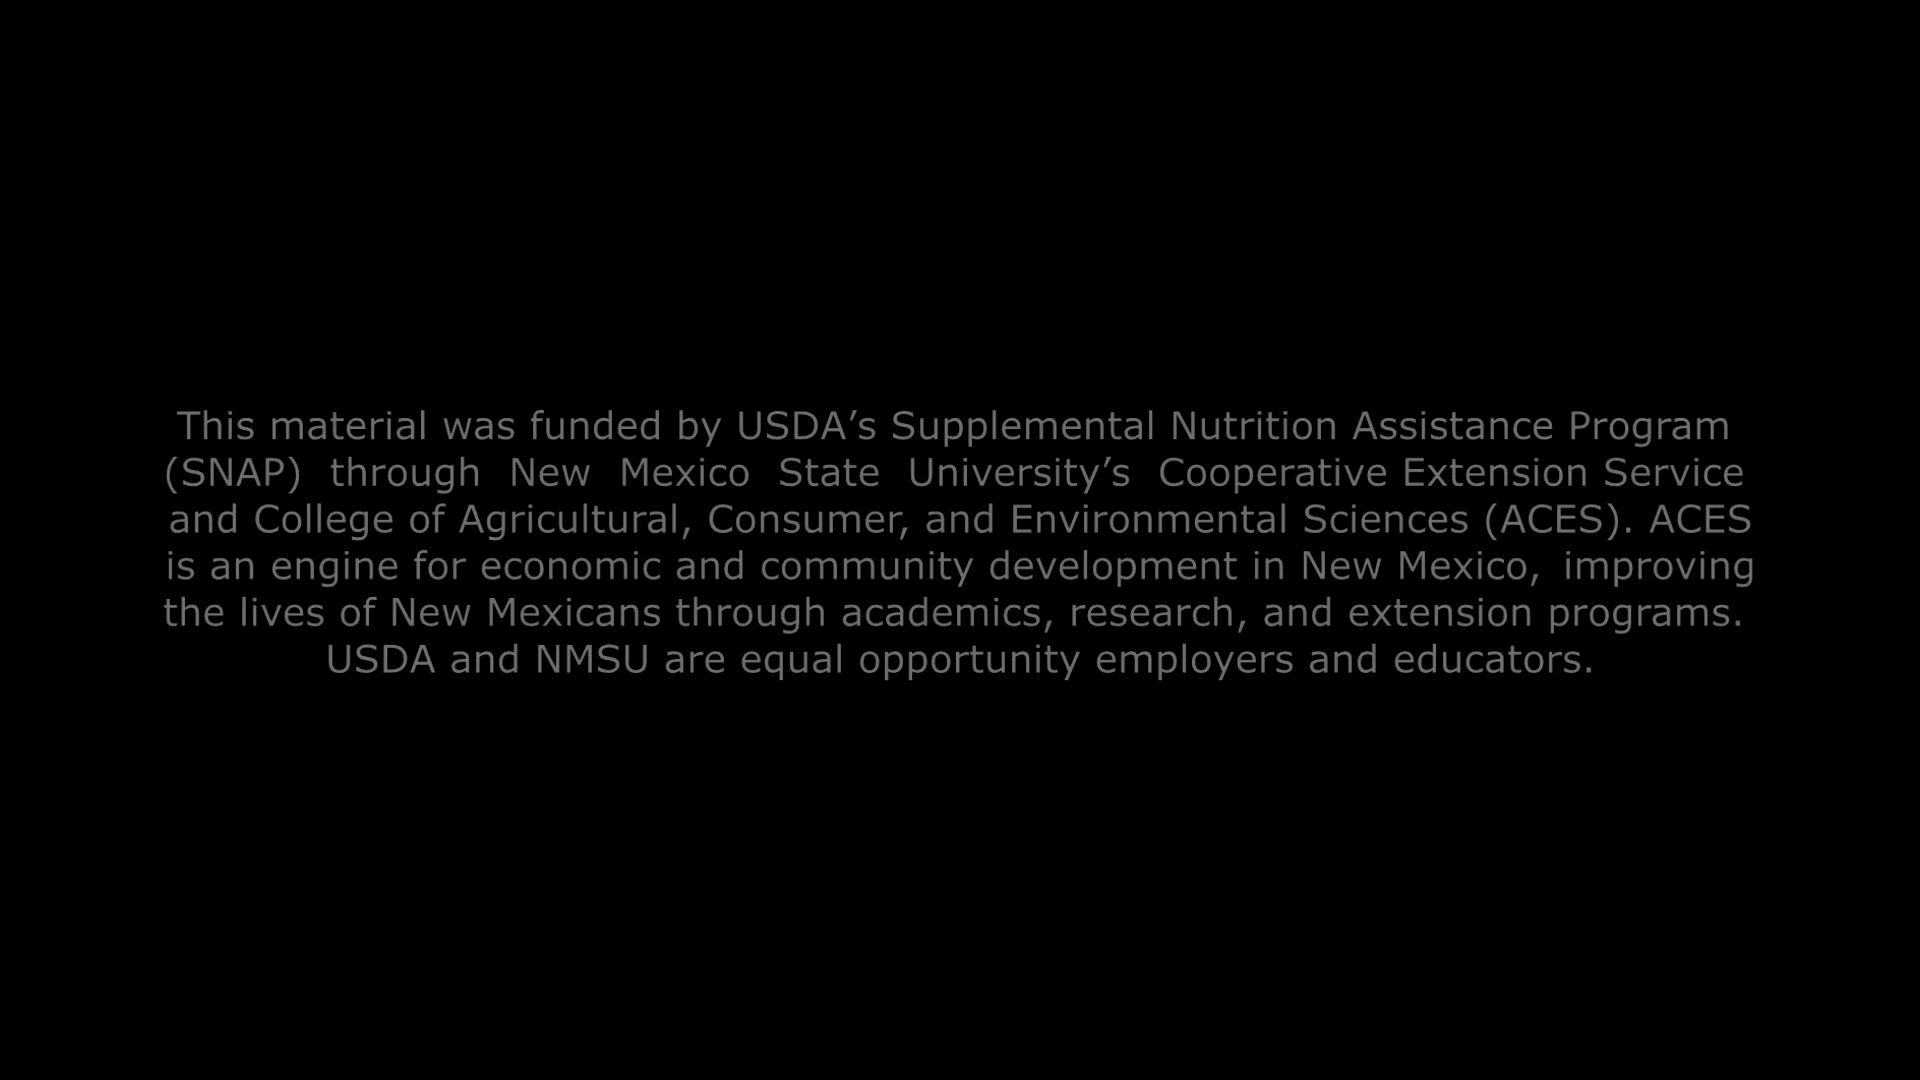 This material was funded by USDA’s Supplemental Nutrition Assistance Program
(SNAP) through New Mexico State University’s Cooperative Extension Service
and College of Agricultural, Consumer, and Environmental Sciences (ACES). ACES
is an engine for economic and community development in New Mexico, improving
the lives of New Mexicans through academics, research, and extension programs.
USDA and NMSU are equal opportunity employers and educators.